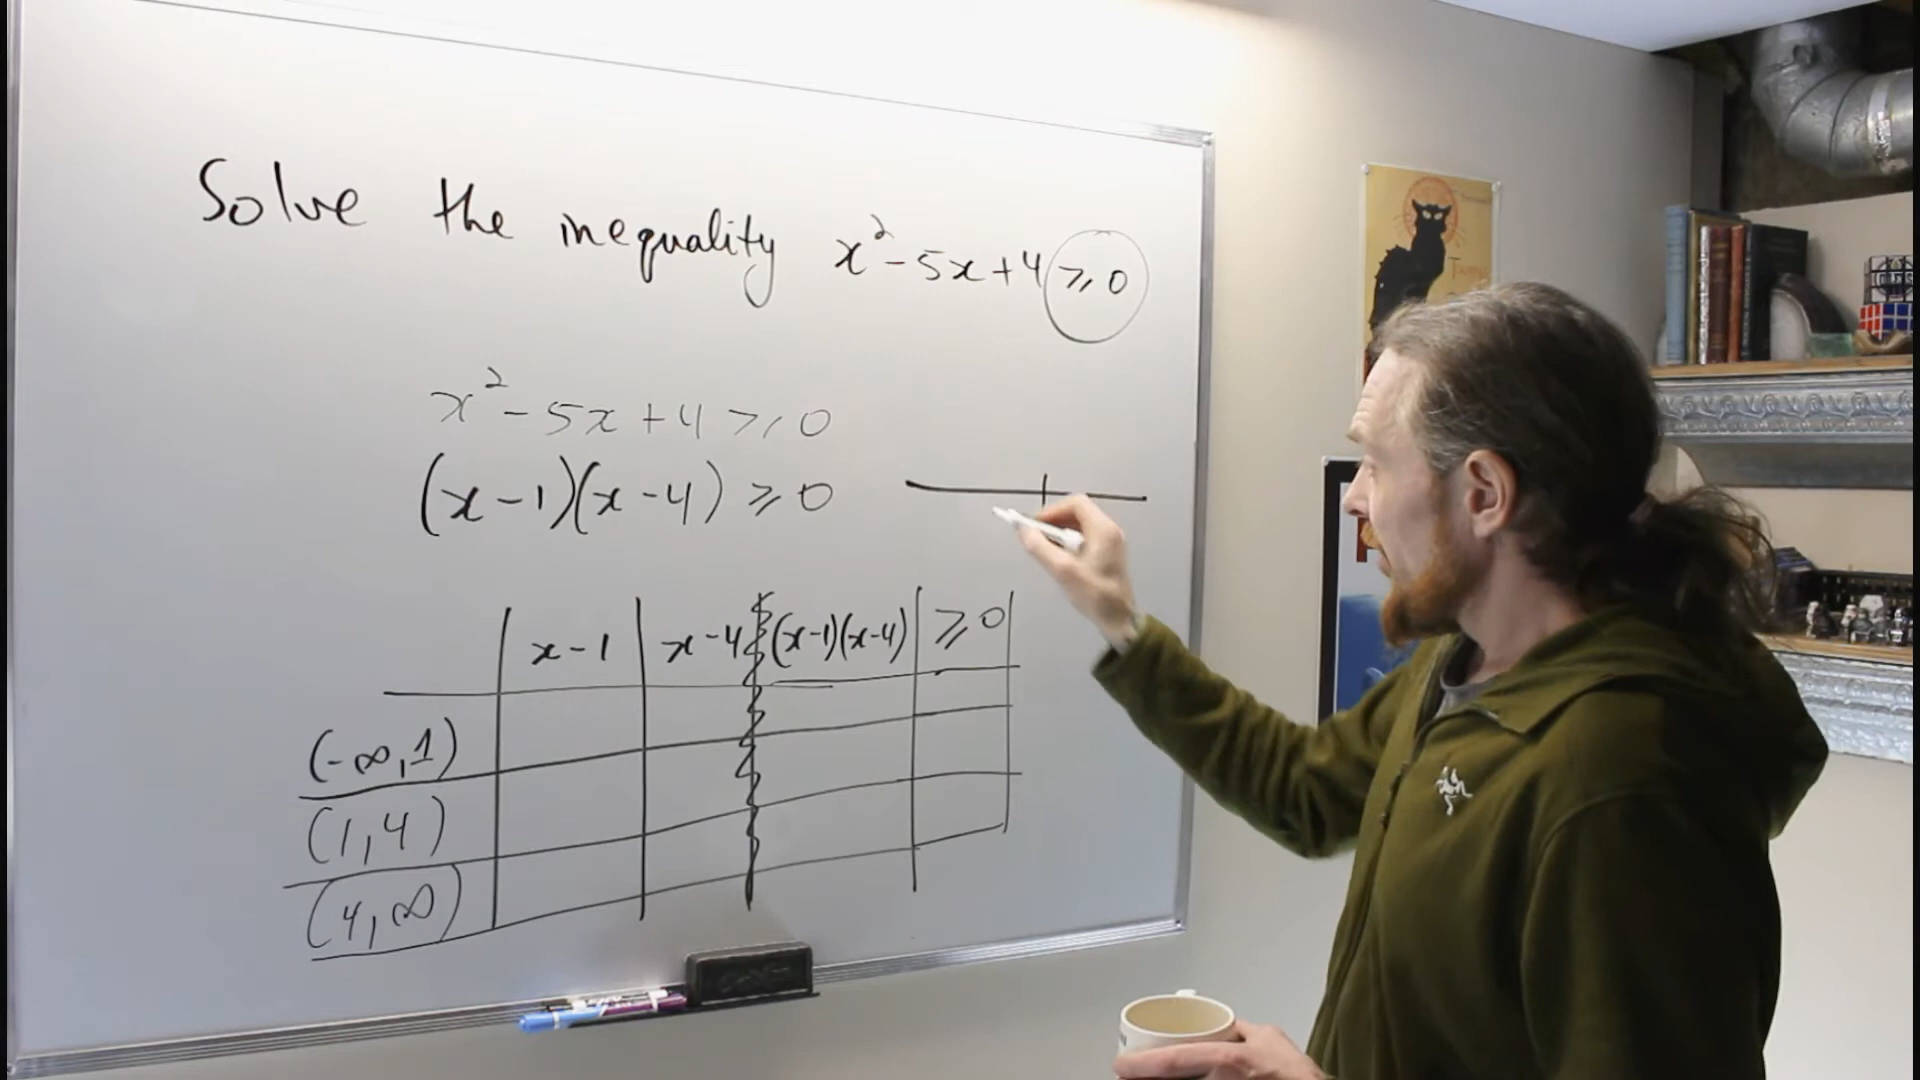 Solve the inequality x² - 5x + 4 ⩾ 0
x² - 5x + 4 ⩾ 0
(x - 1)(x - 4) ⩾ 0
x - 1 x - 4 (x-1)(x-4) ⩾ 0
(-∞, 1)
(1, 4)
(4, ∞)